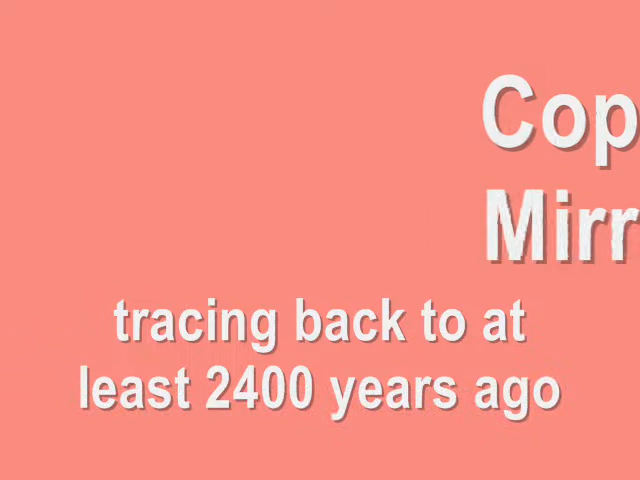 Cop
Mirr
tracing back to at
least 2400 years ago